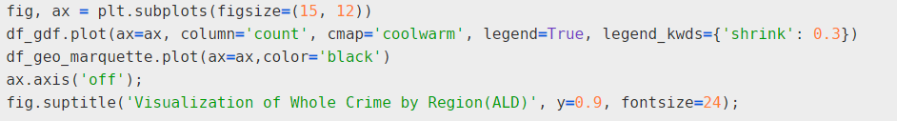 fig, ax = plt.subplots(figsize=(15, 12))
df_gdf.plot(ax=ax, column='count', cmap='coolwarm', legend=True, legend_kwds={'shrink': 0.3})
df_geo_marquette.plot(ax=ax,color='black')
ax.axis('off');
fig.suptitle('Visualization of Whole Crime by Region(ALD)', y=0.9, fontsize=24);